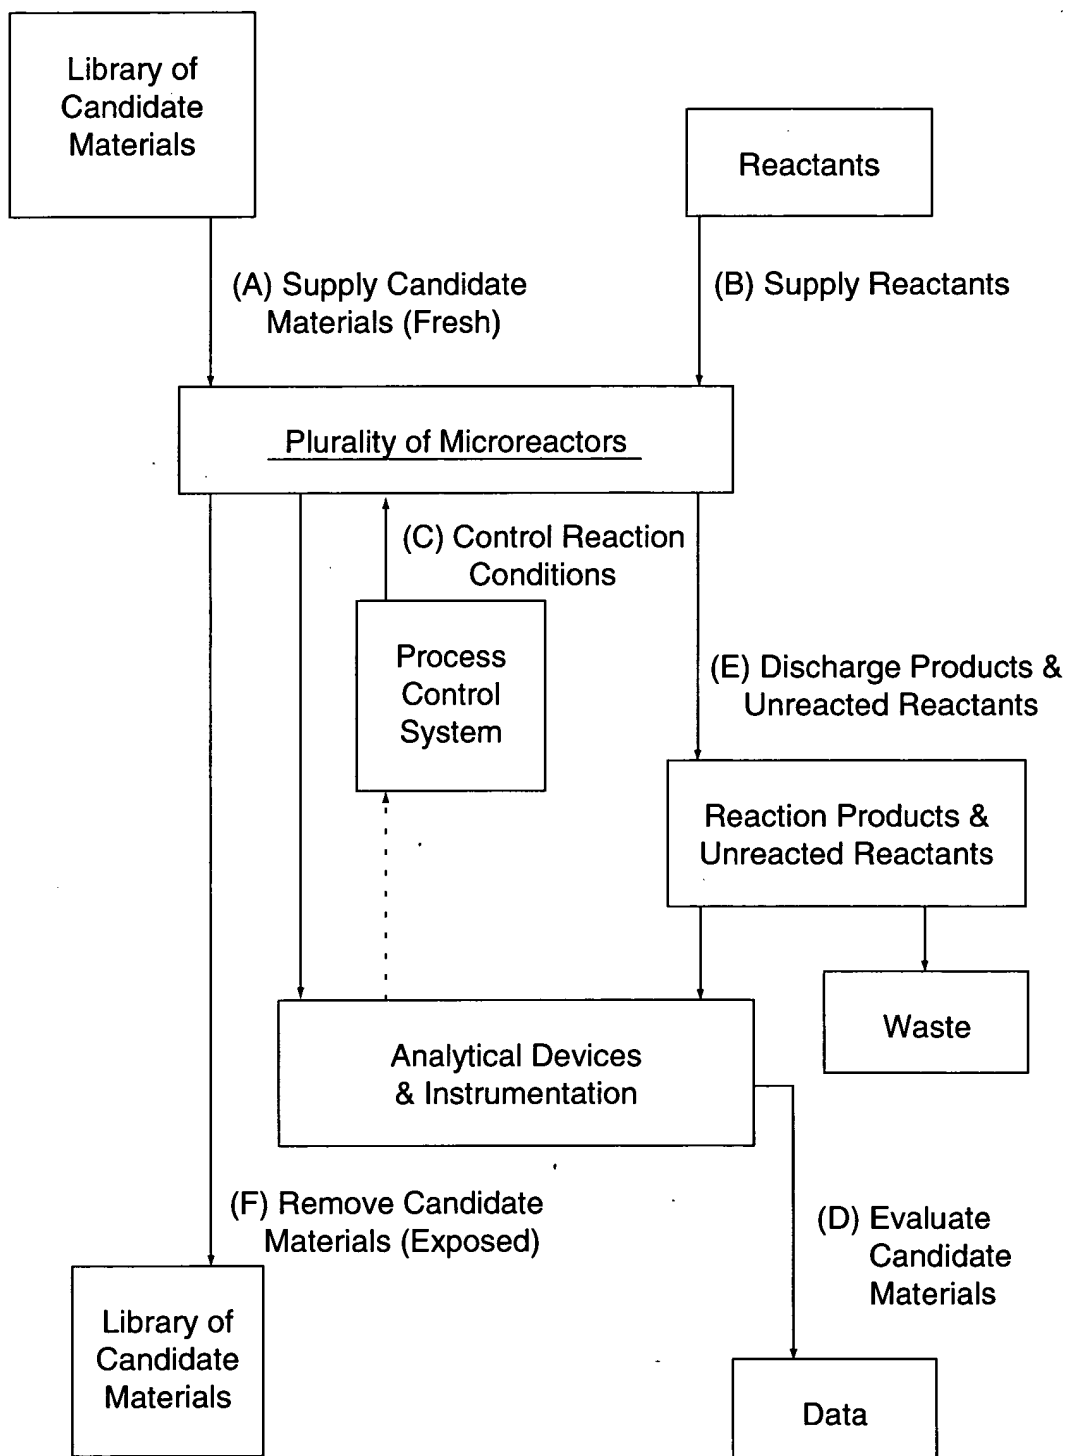 Library of
Candidate
Materials
Reactants
(A) Supply Candidate
Materials (Fresh)
(B) Supply Reactants
Plurality of Microreactors
(C) Control Reaction
Conditions
Process
Control
System
(E) Discharge Products &
Unreacted Reactants
Reaction Products &
Unreacted Reactants
Waste
Analytical Devices
& Instrumentation
(F) Remove Candidate
Materials (Exposed)
(D) Evaluate
Candidate
Materials
Library of
Candidate
Materials
Data